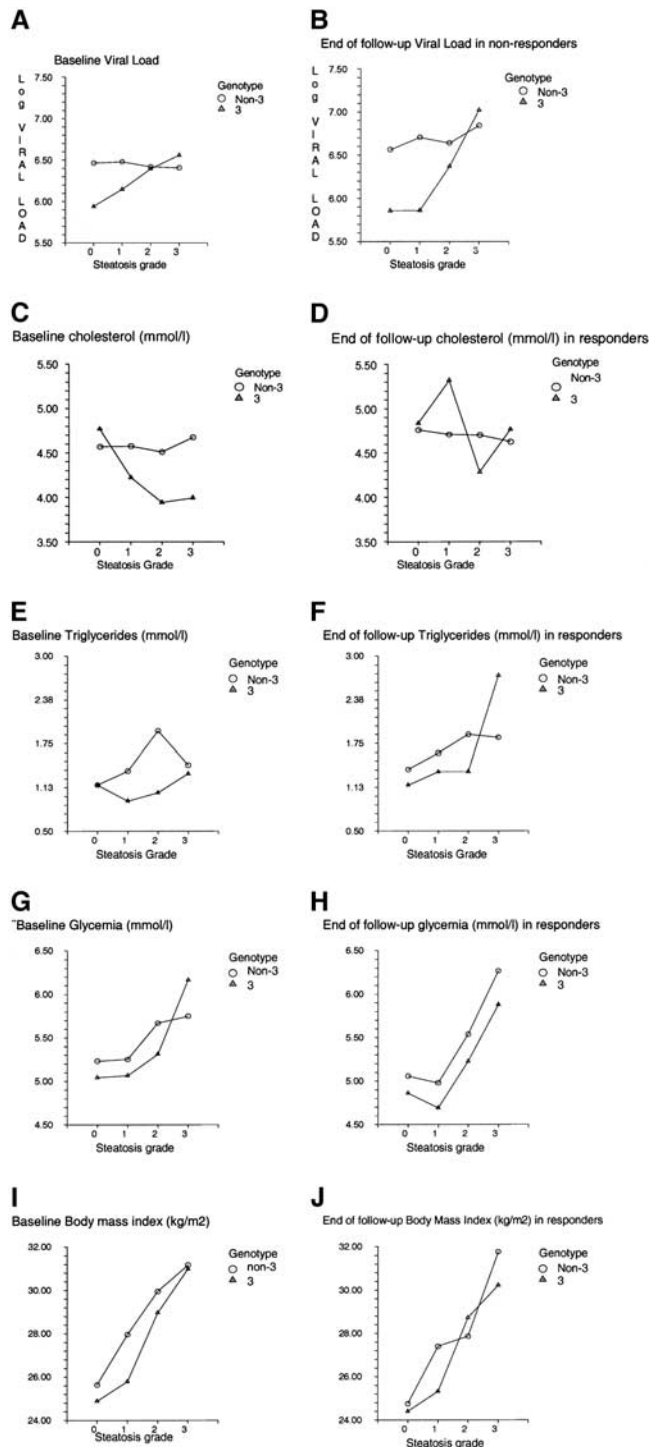 A
Baseline Viral Load
Log VIRAL LOAD
7.50
7.00
6.50
6.00
5.50
0 1 2 3
Steatosis grade
Genotype
Non-3
3
B
End of follow-up Viral Load in non-responders
Log VIRAL LOAD
7.50
7.00
6.50
6.00
5.50
0 1 2 3
Steatosis grade
Genotype
Non-3
3
C
Baseline cholesterol (mmol/l)
5.50
5.00
4.50
4.00
3.50
0 1 2 3
Steatosis Grade
Genotype
Non-3
3
D
End of follow-up cholesterol (mmol/l) in responders
5.50
5.00
4.50
4.00
3.50
0 1 2 3
Steatosis Grade
Genotype
Non-3
3
E
Baseline Triglycerides (mmol/l)
3.00
2.38
1.75
1.13
0.50
0 1 2 3
Steatosis Grade
Genotype
Non-3
3
F
End of follow-up Triglycerides (mmol/l) in responders
3.00
2.38
1.75
1.13
0.50
0 1 2 3
Steatosis Grade
Genotype
Non-3
3
G
Baseline Glycemia (mmol/l)
6.50
6.00
5.50
5.00
4.50
0 1 2 3
Steatosis grade
Genotype
Non-3
3
H
End of follow-up glycemia (mmol/l) in responders
6.50
6.00
5.50
5.00
4.50
0 1 2 3
Steatosis grade
Genotype
Non-3
3
I
Baseline Body mass index (kg/m2)
32.00
30.00
28.00
26.00
24.00
0 1 2 3
Steatosis grade
Genotype
non-3
3
J
End of follow-up Body Mass Index (kg/m2) in responders
32.00
30.00
28.00
26.00
24.00
0 1 2 3
Steatosis grade
Genotype
Non-3
3